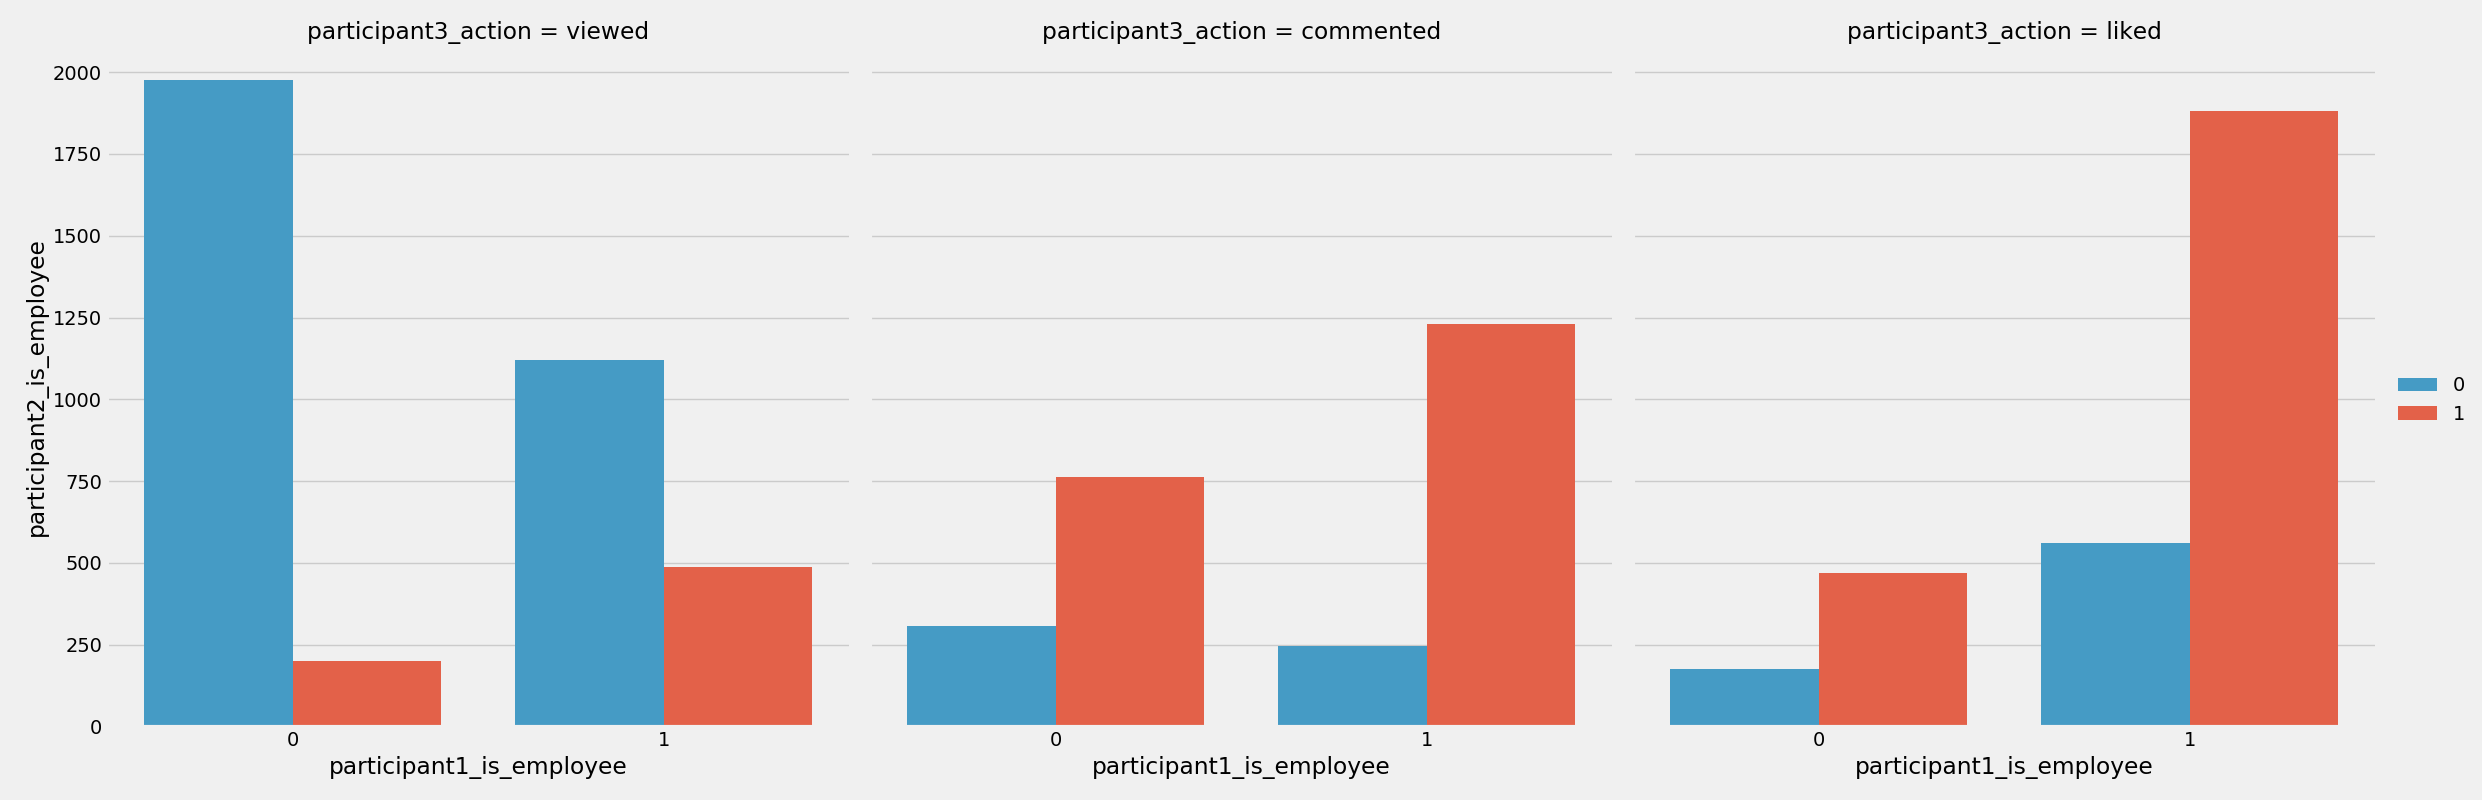 participant3_action = viewed
participant3_action = commented
participant3_action = liked
participant2_is_employee
2000
1750
1500
1250
1000
750
500
250
0
0 1
0 1
0 1
participant1_is_employee
participant1_is_employee
participant1_is_employee
0
1